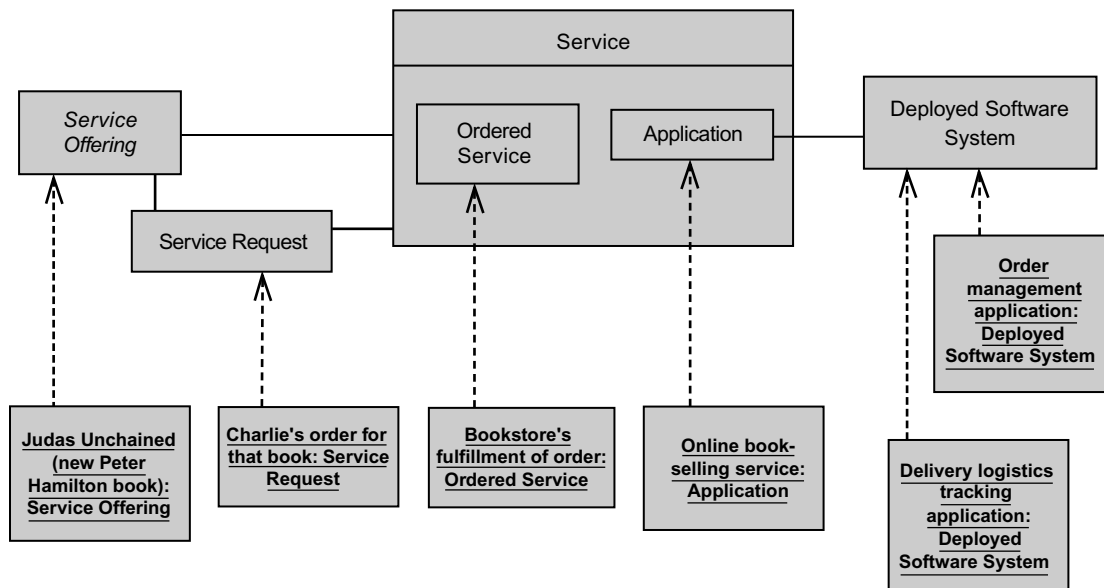 Service
Service
Offering
Ordered
Service
Application
Deployed Software
System
Service Request
Order
management
application:
Deployed
Software System
Judas Unchained
(new Peter
Hamilton book):
Service Offering
Charlie's order for
that book: Service
Request
Bookstore's
fulfillment of order:
Ordered Service
Online book-
selling service:
Application
Delivery logistics
tracking
application:
Deployed
Software System